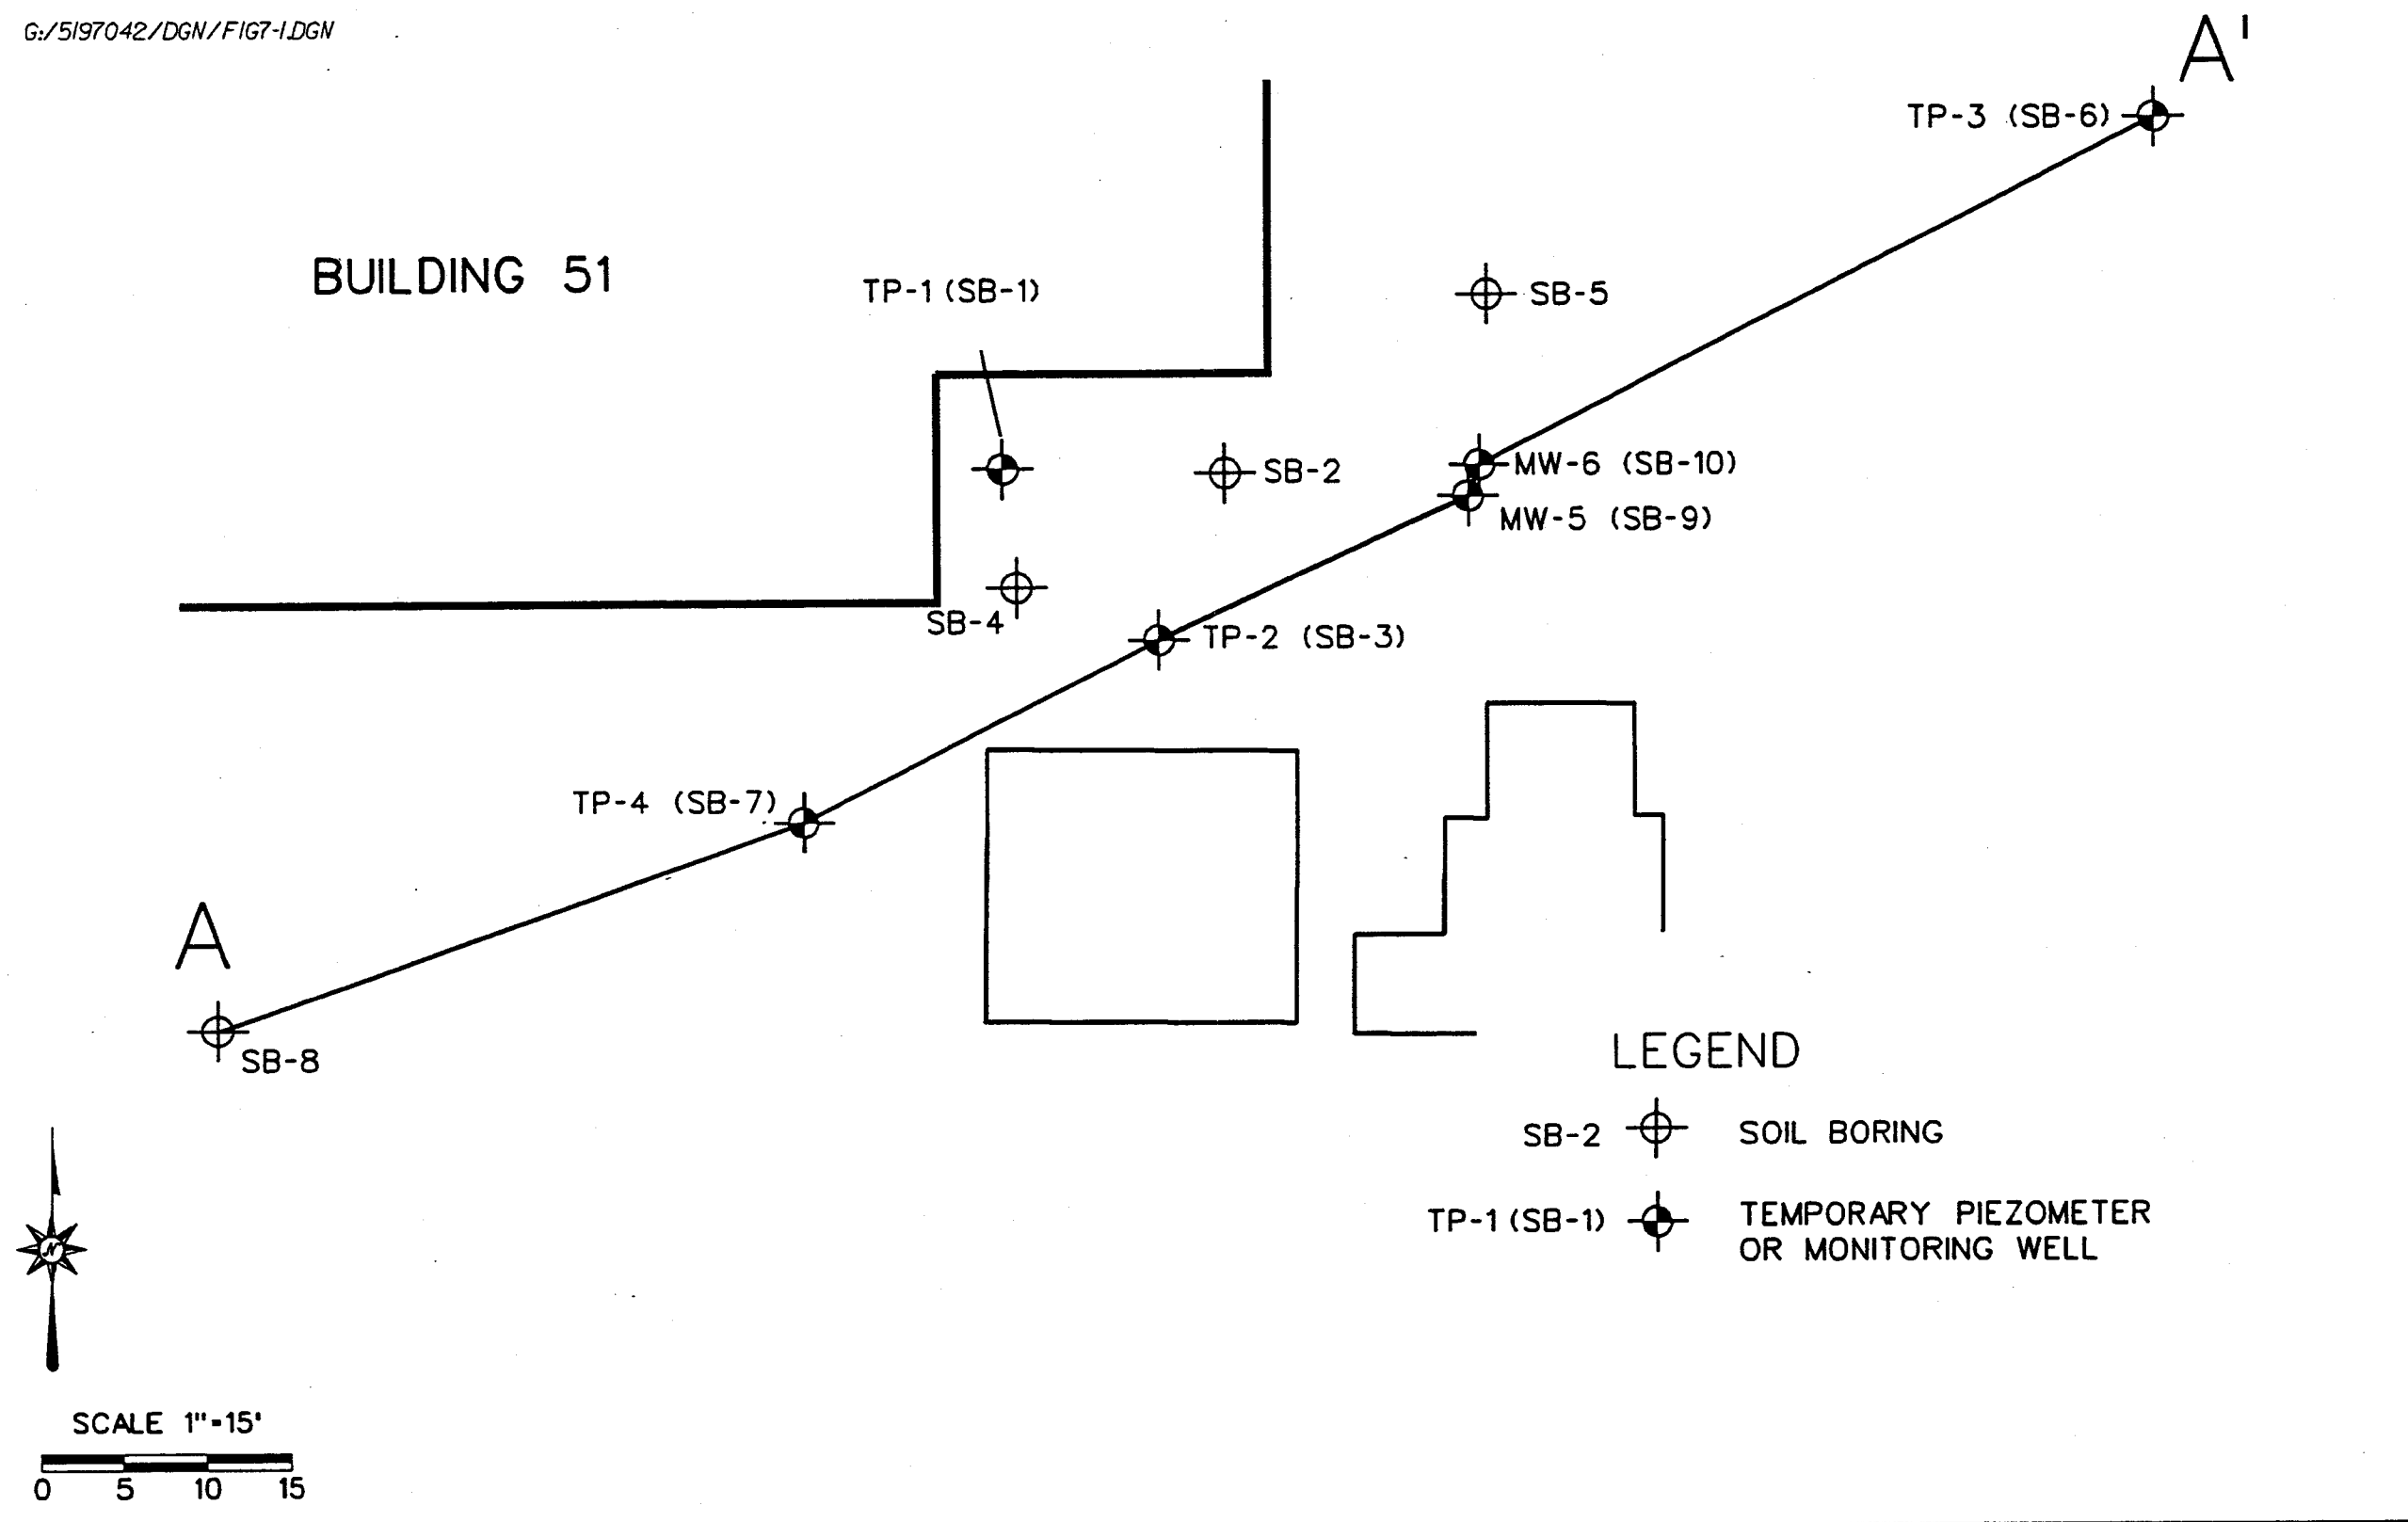 G:/5197042/DGN/FIG7-1.DGN
A'
TP-3 (SB-6)
BUILDING 51
TP-1 (SB-1)
SB-5
SB-2
MW-6 (SB-10)
MW-5 (SB-9)
SB-4
TP-2 (SB-3)
TP-4 (SB-7)
A
SB-8
LEGEND
SB-2 SOIL BORING
TP-1 (SB-1) TEMPORARY PIEZOMETER
OR MONITORING WELL
N
SCALE 1"=15'
0 5 10 15